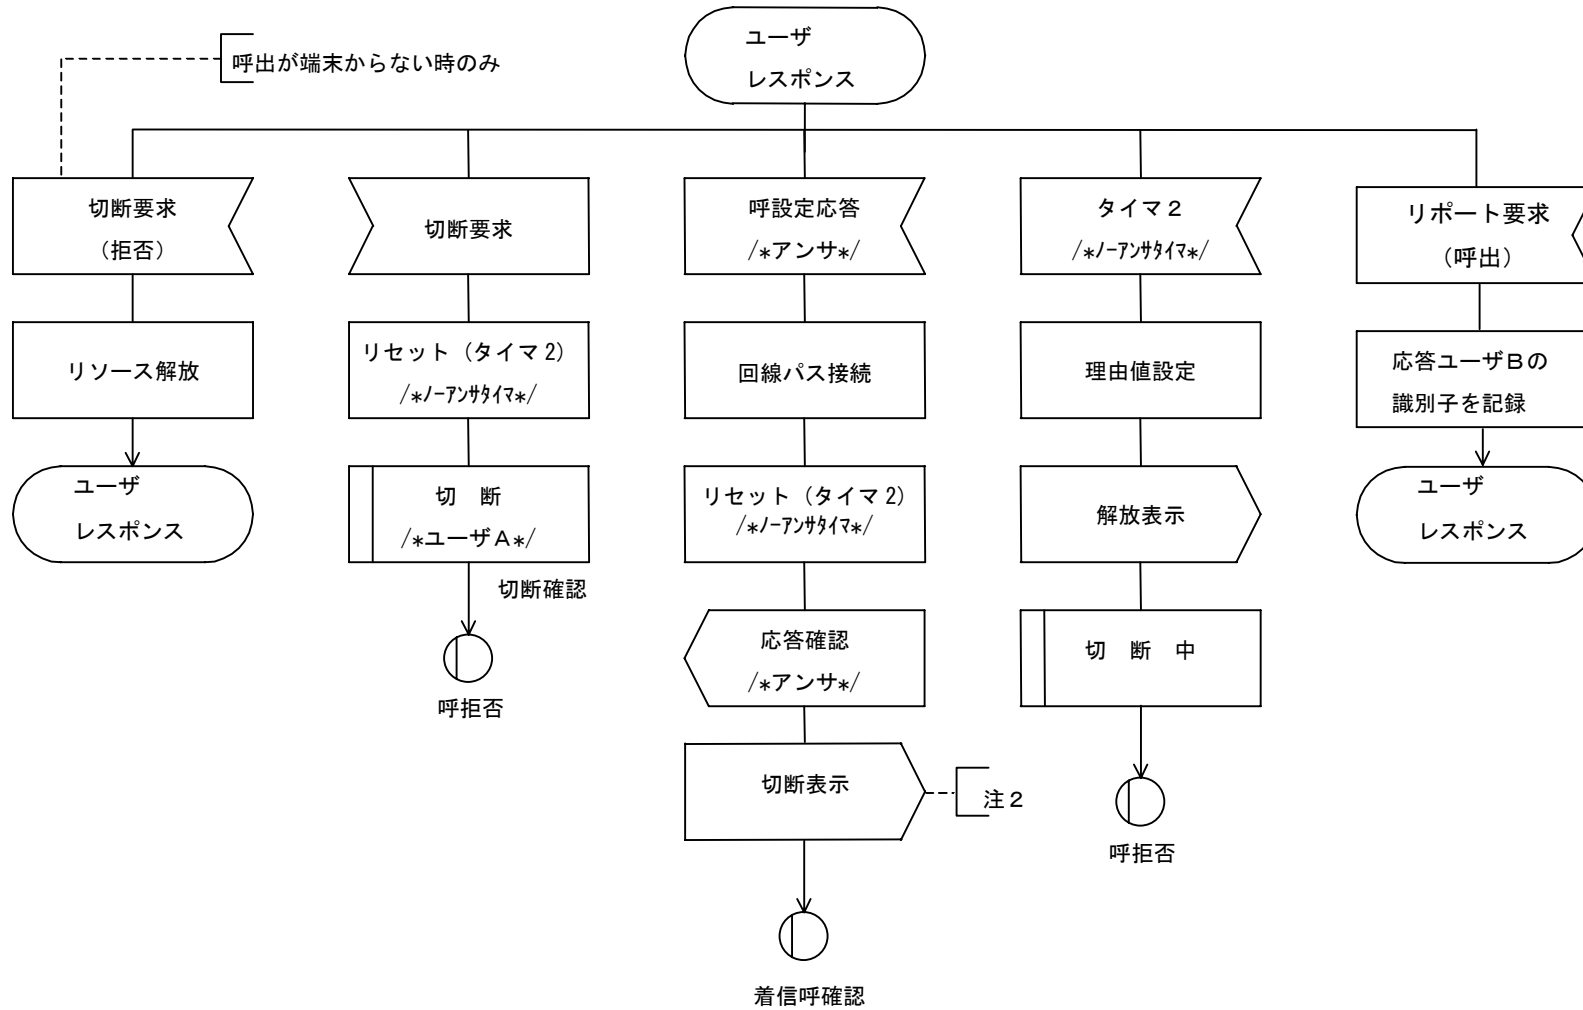 呼出が端末からない時のみ
ユーザ
レスポンス
切断要求
（拒否）
切断要求
呼設定応答
/*アンサ*/
タイマ２
/*ﾉｰｱﾝｻﾀｲﾏ*/
リポート要求
（呼出）
リソース解放
リセット（タイマ 2）
/*ﾉｰｱﾝｻﾀｲﾏ*/
回線パス接続
理由値設定
応答ユーザＢの
識別子を記録
ユーザ
レスポンス
切　断
/*ユーザＡ*/
リセット（タイマ 2）
/*ﾉｰｱﾝｻﾀｲﾏ*/
解放表示
ユーザ
レスポンス
切断確認
呼拒否
応答確認
/*アンサ*/
切　断　中
切断表示
注２
呼拒否
着信呼確認